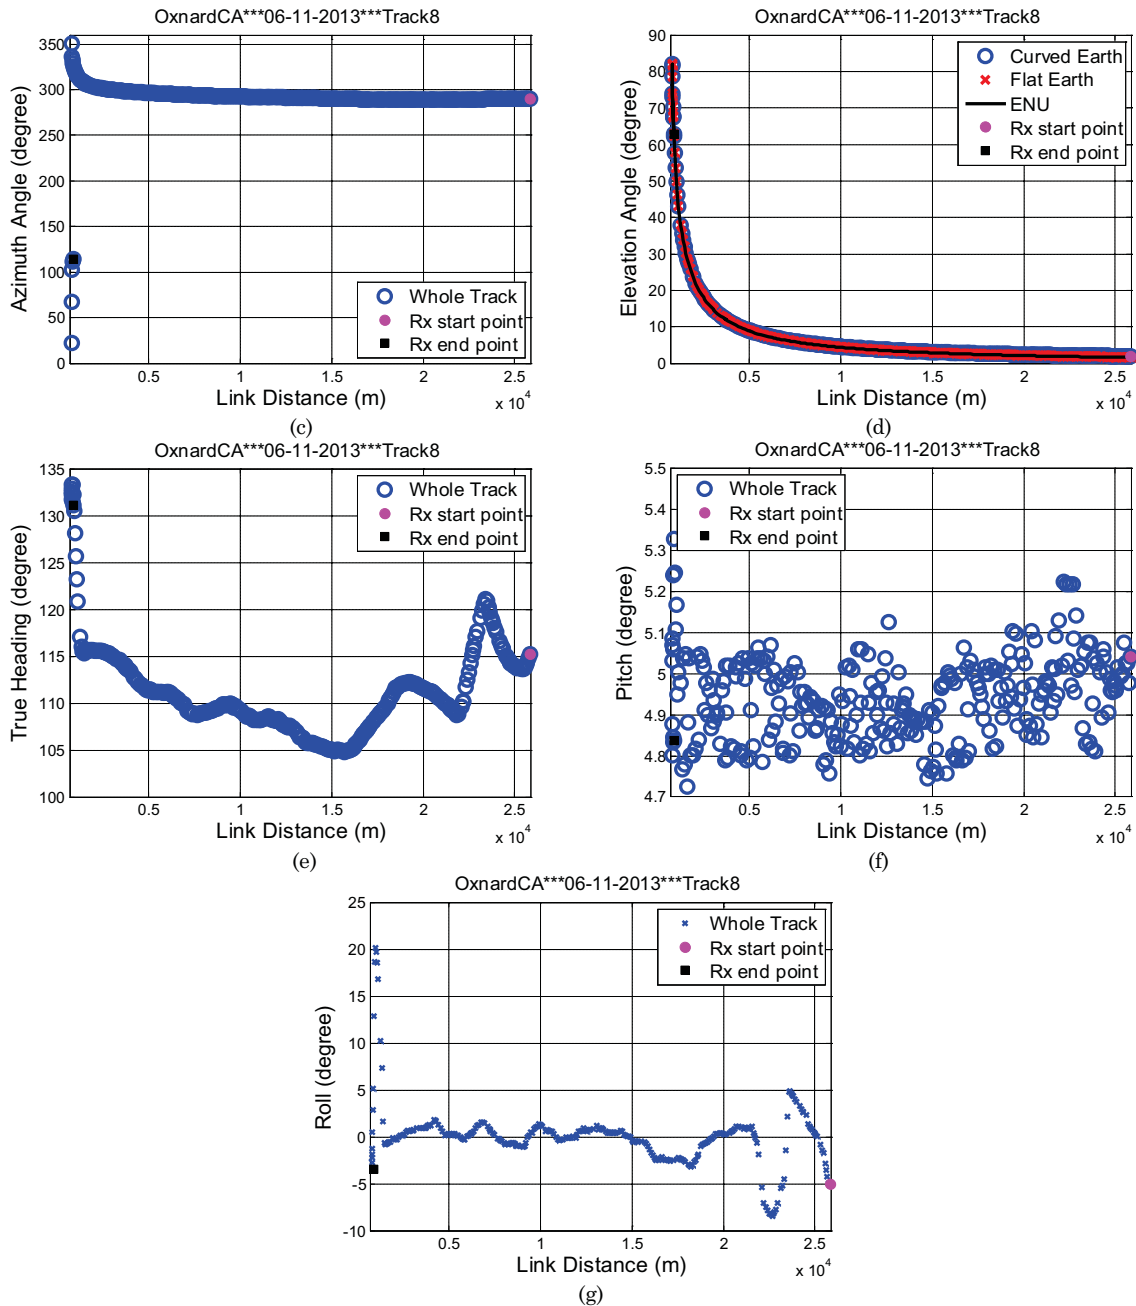 OxnardCA***06-11-2013***Track8
350
300
250
200
150
100
50
0
Azimuth Angle (degree)
Whole Track
Rx start point
Rx end point
0.5
1
1.5
2
2.5
Link Distance (m)
x 10^4
(c)
OxnardCA***06-11-2013***Track8
90
80
70
60
50
40
30
20
10
0
Elevation Angle (degree)
Curved Earth
Flat Earth
ENU
Rx start point
Rx end point
0.5
1
1.5
2
2.5
Link Distance (m)
x 10^4
(d)
OxnardCA***06-11-2013***Track8
135
130
125
120
115
110
105
100
True Heading (degree)
Whole Track
Rx start point
Rx end point
0.5
1
1.5
2
2.5
Link Distance (m)
x 10^4
(e)
OxnardCA***06-11-2013***Track8
5.5
5.4
5.3
5.2
5.1
5
4.9
4.8
4.7
Pitch (degree)
Whole Track
Rx start point
Rx end point
0.5
1
1.5
2
2.5
Link Distance (m)
x 10^4
(f)
OxnardCA***06-11-2013***Track8
25
20
15
10
5
0
-5
-10
Roll (degree)
Whole Track
Rx start point
Rx end point
0.5
1
1.5
2
2.5
Link Distance (m)
x 10^4
(g)